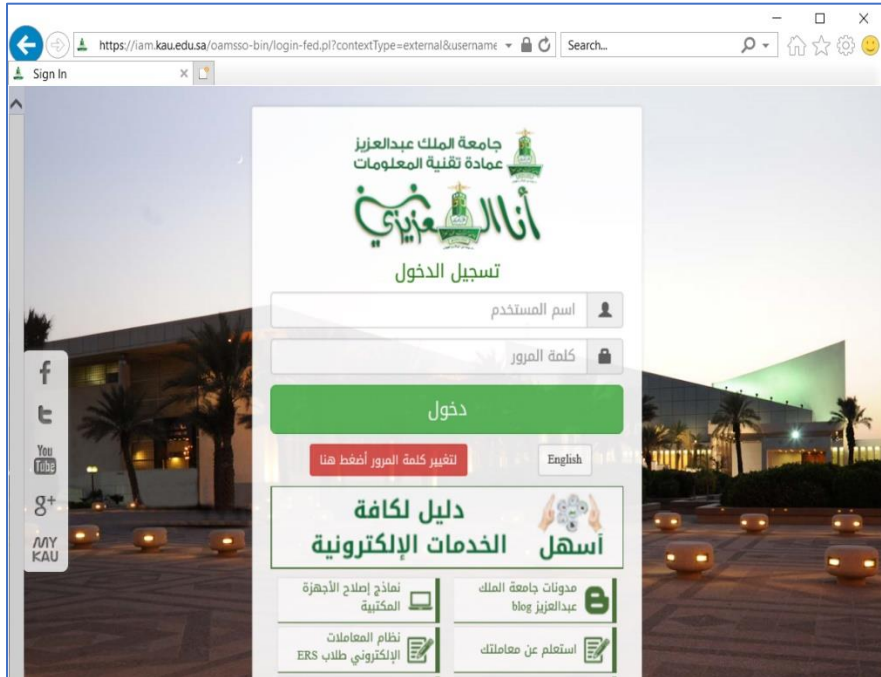 https://iam.kau.edu.sa/oamsso-bin/login-fed.pl?contextType=external&username
Search...
Sign In
جامعة الملك عبدالعزيز
عمادة تقنية المعلومات
أنا العزيزي
تسجيل الدخول
اسم المستخدم
كلمة المرور
دخول
English
لتغيير كلمة المرور أضغط هنا
You
Tube
g+
MY
KAU
أسهل
دليل لكافة
الخدمات الإلكترونية
مدونات جامعة الملك
عبدالعزيز blog
نماذج إصلاح الأجهزة
المكتبية
استعلم عن معاملتك
نظام المعاملات
الإلكتروني طلاب ERS